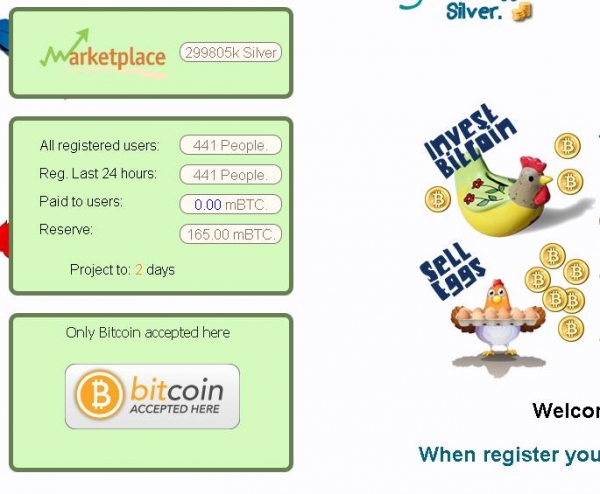 Silver.
Marketplace 299805k Silver
All registered users: 441 People.
Reg. Last 24 hours: 441 People.
Paid to users: 0.00 mBTC.
Reserve: 165.00 mBTC.
Project to: 2 days
Only Bitcoin accepted here
bitcoin
ACCEPTED HERE
Invest
Bitcoin
Sell
Eggs
Welcom
When register you